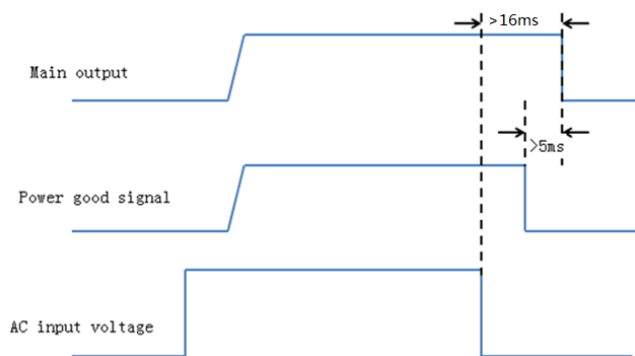 >16ms
Main output
>5ms
Power good signal
AC input voltage